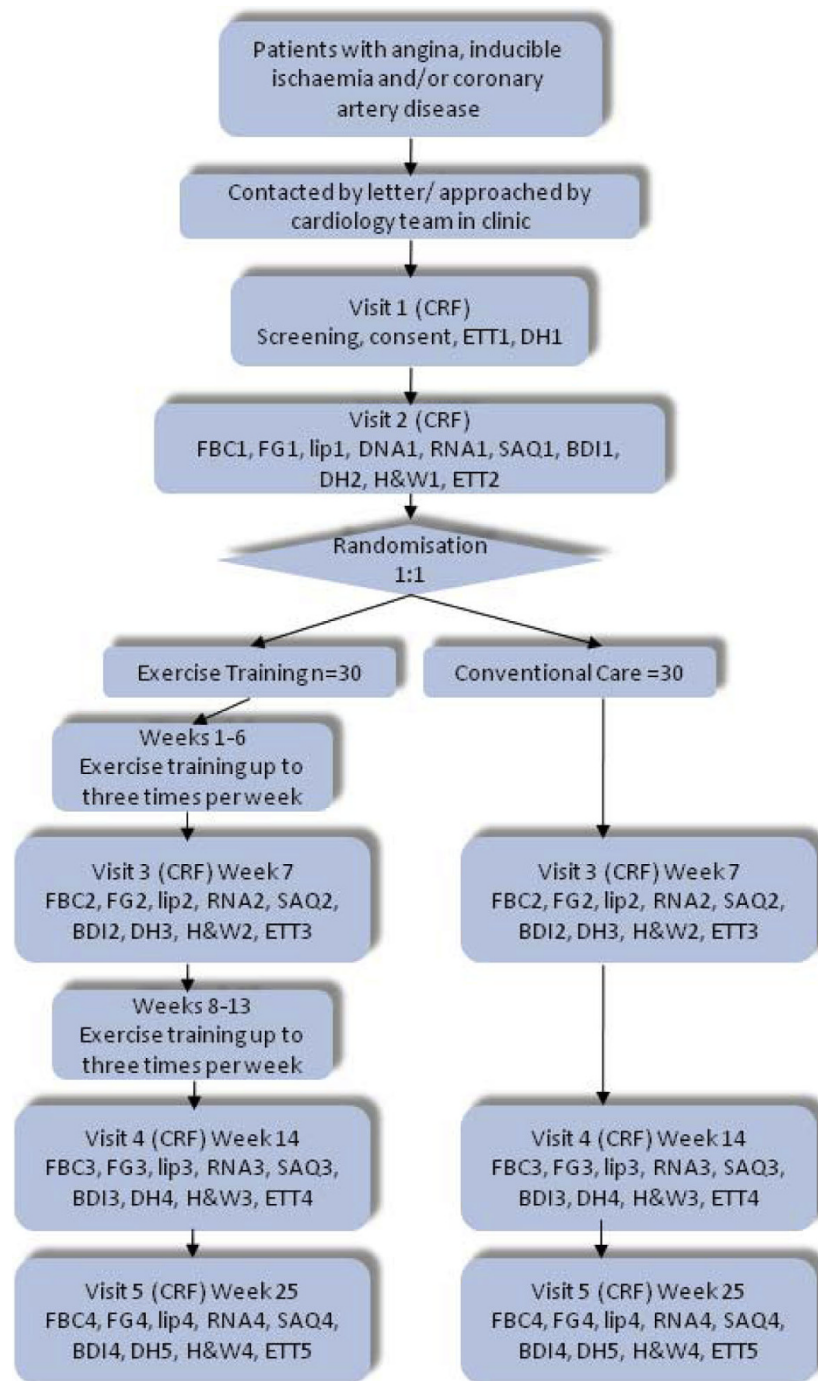 Patients with angina, inducible
ischaemia and/or coronary
artery disease
Contacted by letter/ approached by
cardiology team in clinic
Visit 1 (CRF)
Screening, consent, ETT1, DH1
Visit 2 (CRF)
FBC1, FG1, lip1, DNA1, RNA1, SAQ1, BDI1,
DH2, H&W1, ETT2
Randomisation
1:1
Exercise Training n=30
Conventional Care =30
Weeks 1-6
Exercise training up to
three times per week
Visit 3 (CRF) Week 7
FBC2, FG2, lip2, RNA2, SAQ2,
BDI2, DH3, H&W2, ETT3
Visit 3 (CRF) Week 7
FBC2, FG2, lip2, RNA2, SAQ2,
BDI2, DH3, H&W2, ETT3
Weeks 8-13
Exercise training up to
three times per week
Visit 4 (CRF) Week 14
FBC3, FG3, lip3, RNA3, SAQ3,
BDI3, DH4, H&W3, ETT4
Visit 4 (CRF) Week 14
FBC3, FG3, lip3, RNA3, SAQ3,
BDI3, DH4, H&W3, ETT4
Visit 5 (CRF) Week 25
FBC4, FG4, lip4, RNA4, SAQ4,
BDI4, DH5, H&W4, ETT5
Visit 5 (CRF) Week 25
FBC4, FG4, lip4, RNA4, SAQ4,
BDI4, DH5, H&W4, ETT5